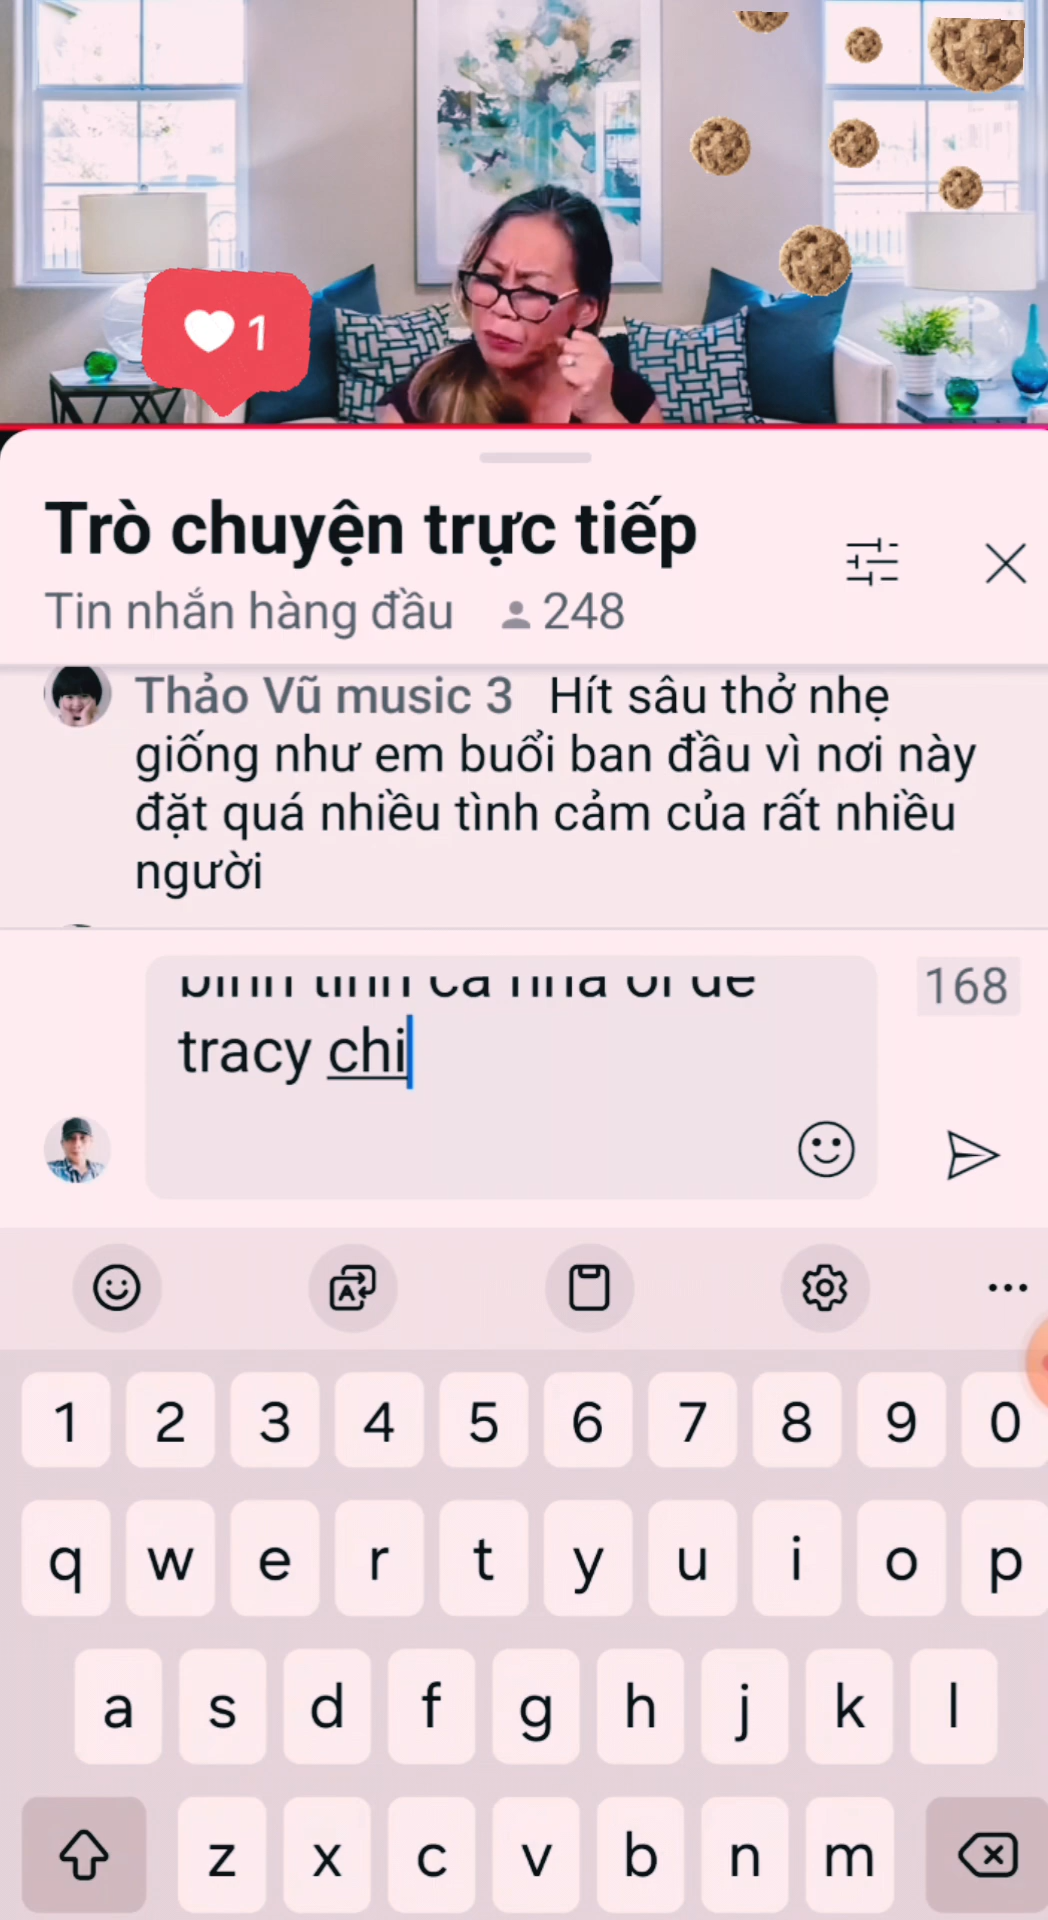 1
Trò chuyện trực tiếp
Tin nhắn hàng đầu 248
Thảo Vũ music 3 Hít sâu thở nhẹ
giống như em buổi ban đầu vì nơi này
đặt quá nhiều tình cảm của rất nhiều
người
168
tracy chi
1 2 3 4 5 6 7 8 9 0
q w e r t y u i o p
a s d f g h j k l
z x c v b n m